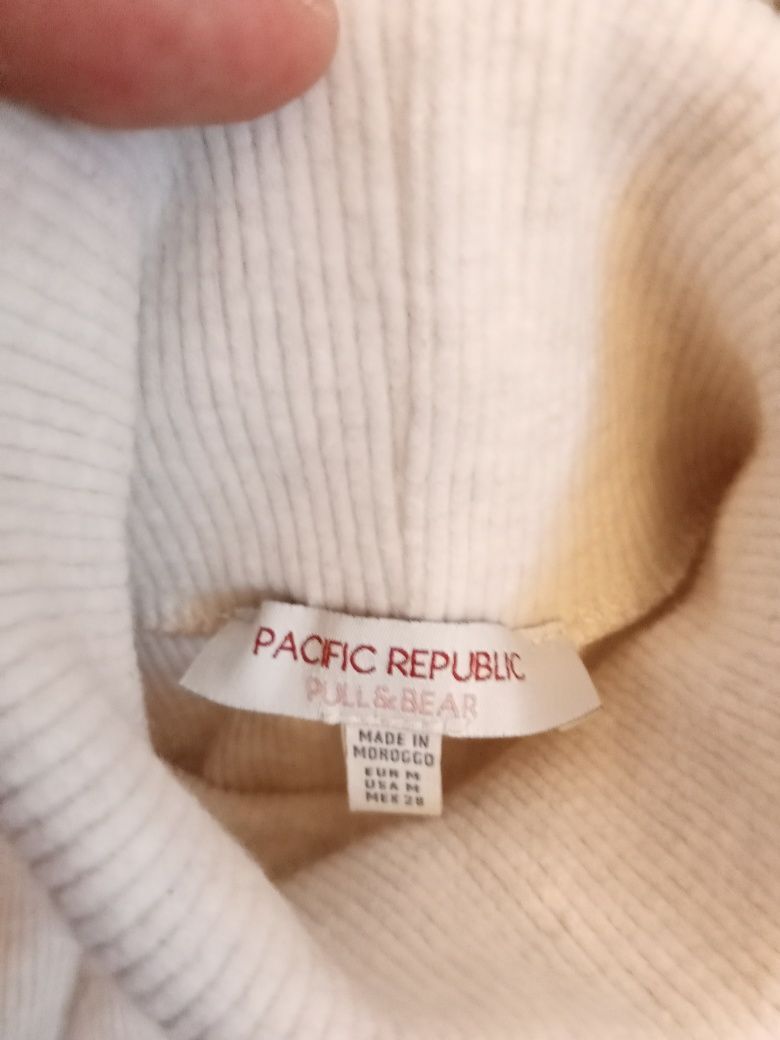 PACIFIC REPUBLIC
PULL&BEAR
MADE IN
MOROCCO
EUR M
USA M
MEX 28